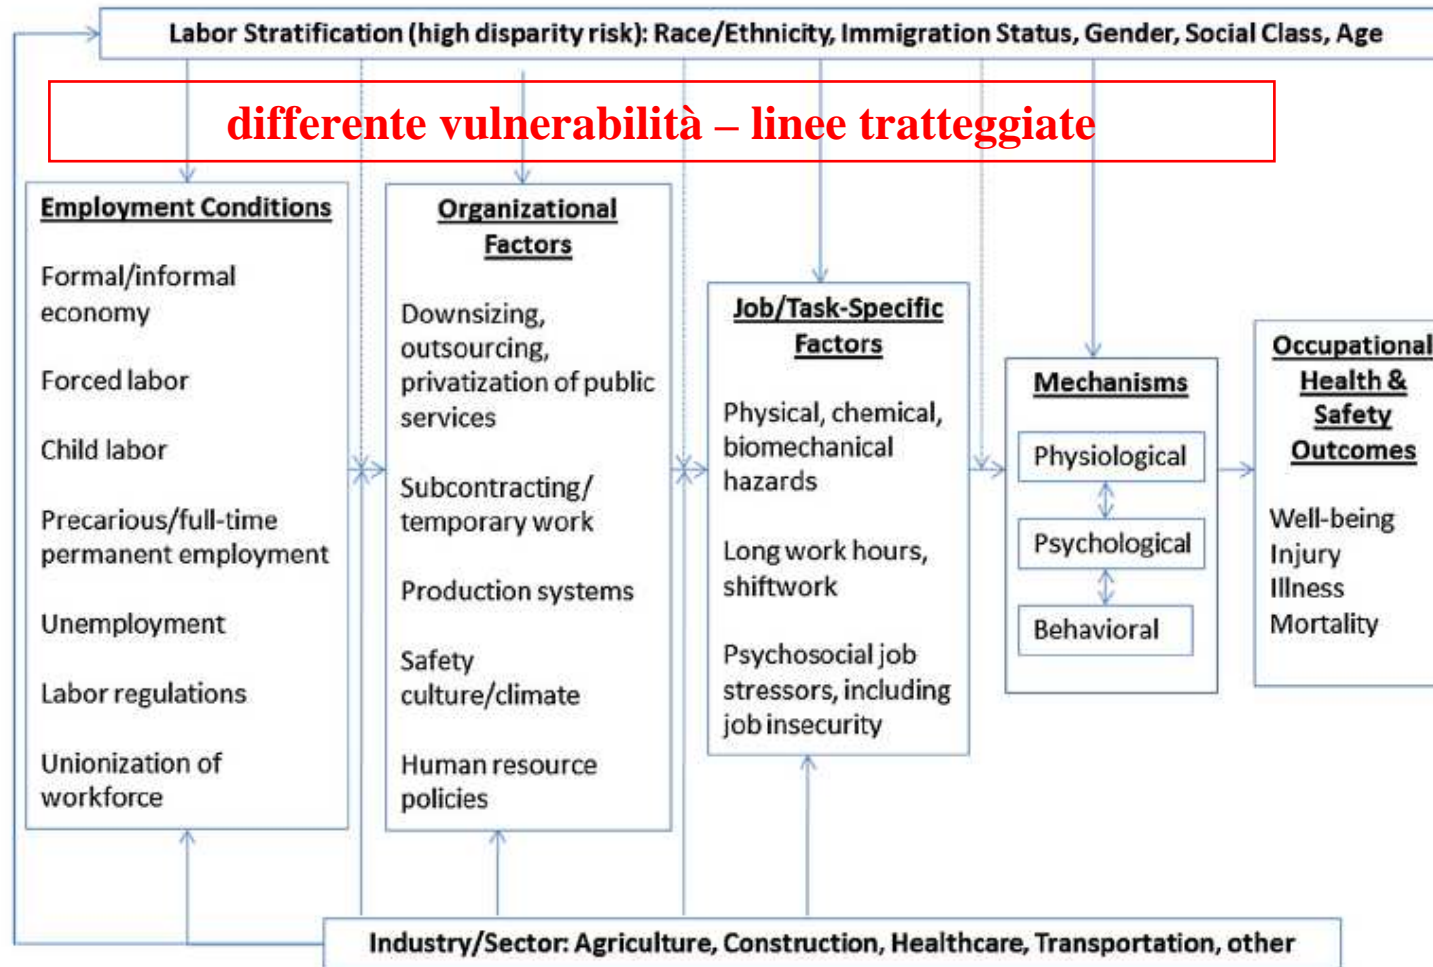 Labor Stratification (high disparity risk): Race/Ethnicity, Immigration Status, Gender, Social Class, Age
differente vulnerabilità – linee tratteggiate
Employment Conditions
Formal/informal
economy
Forced labor
Child labor
Precarious/full-time
permanent employment
Unemployment
Labor regulations
Unionization of
workforce
Organizational
Factors
Downsizing,
outsourcing,
privatization of public
services
Subcontracting/
temporary work
Production systems
Safety
culture/climate
Human resource
policies
Job/Task-Specific
Factors
Physical, chemical,
biomechanical
hazards
Long work hours,
shiftwork
Psychosocial job
stressors, including
job insecurity
Mechanisms
Physiological
Psychological
Behavioral
Occupational
Health &
Safety
Outcomes
Well-being
Injury
Illness
Mortality
Industry/Sector: Agriculture, Construction, Healthcare, Transportation, other